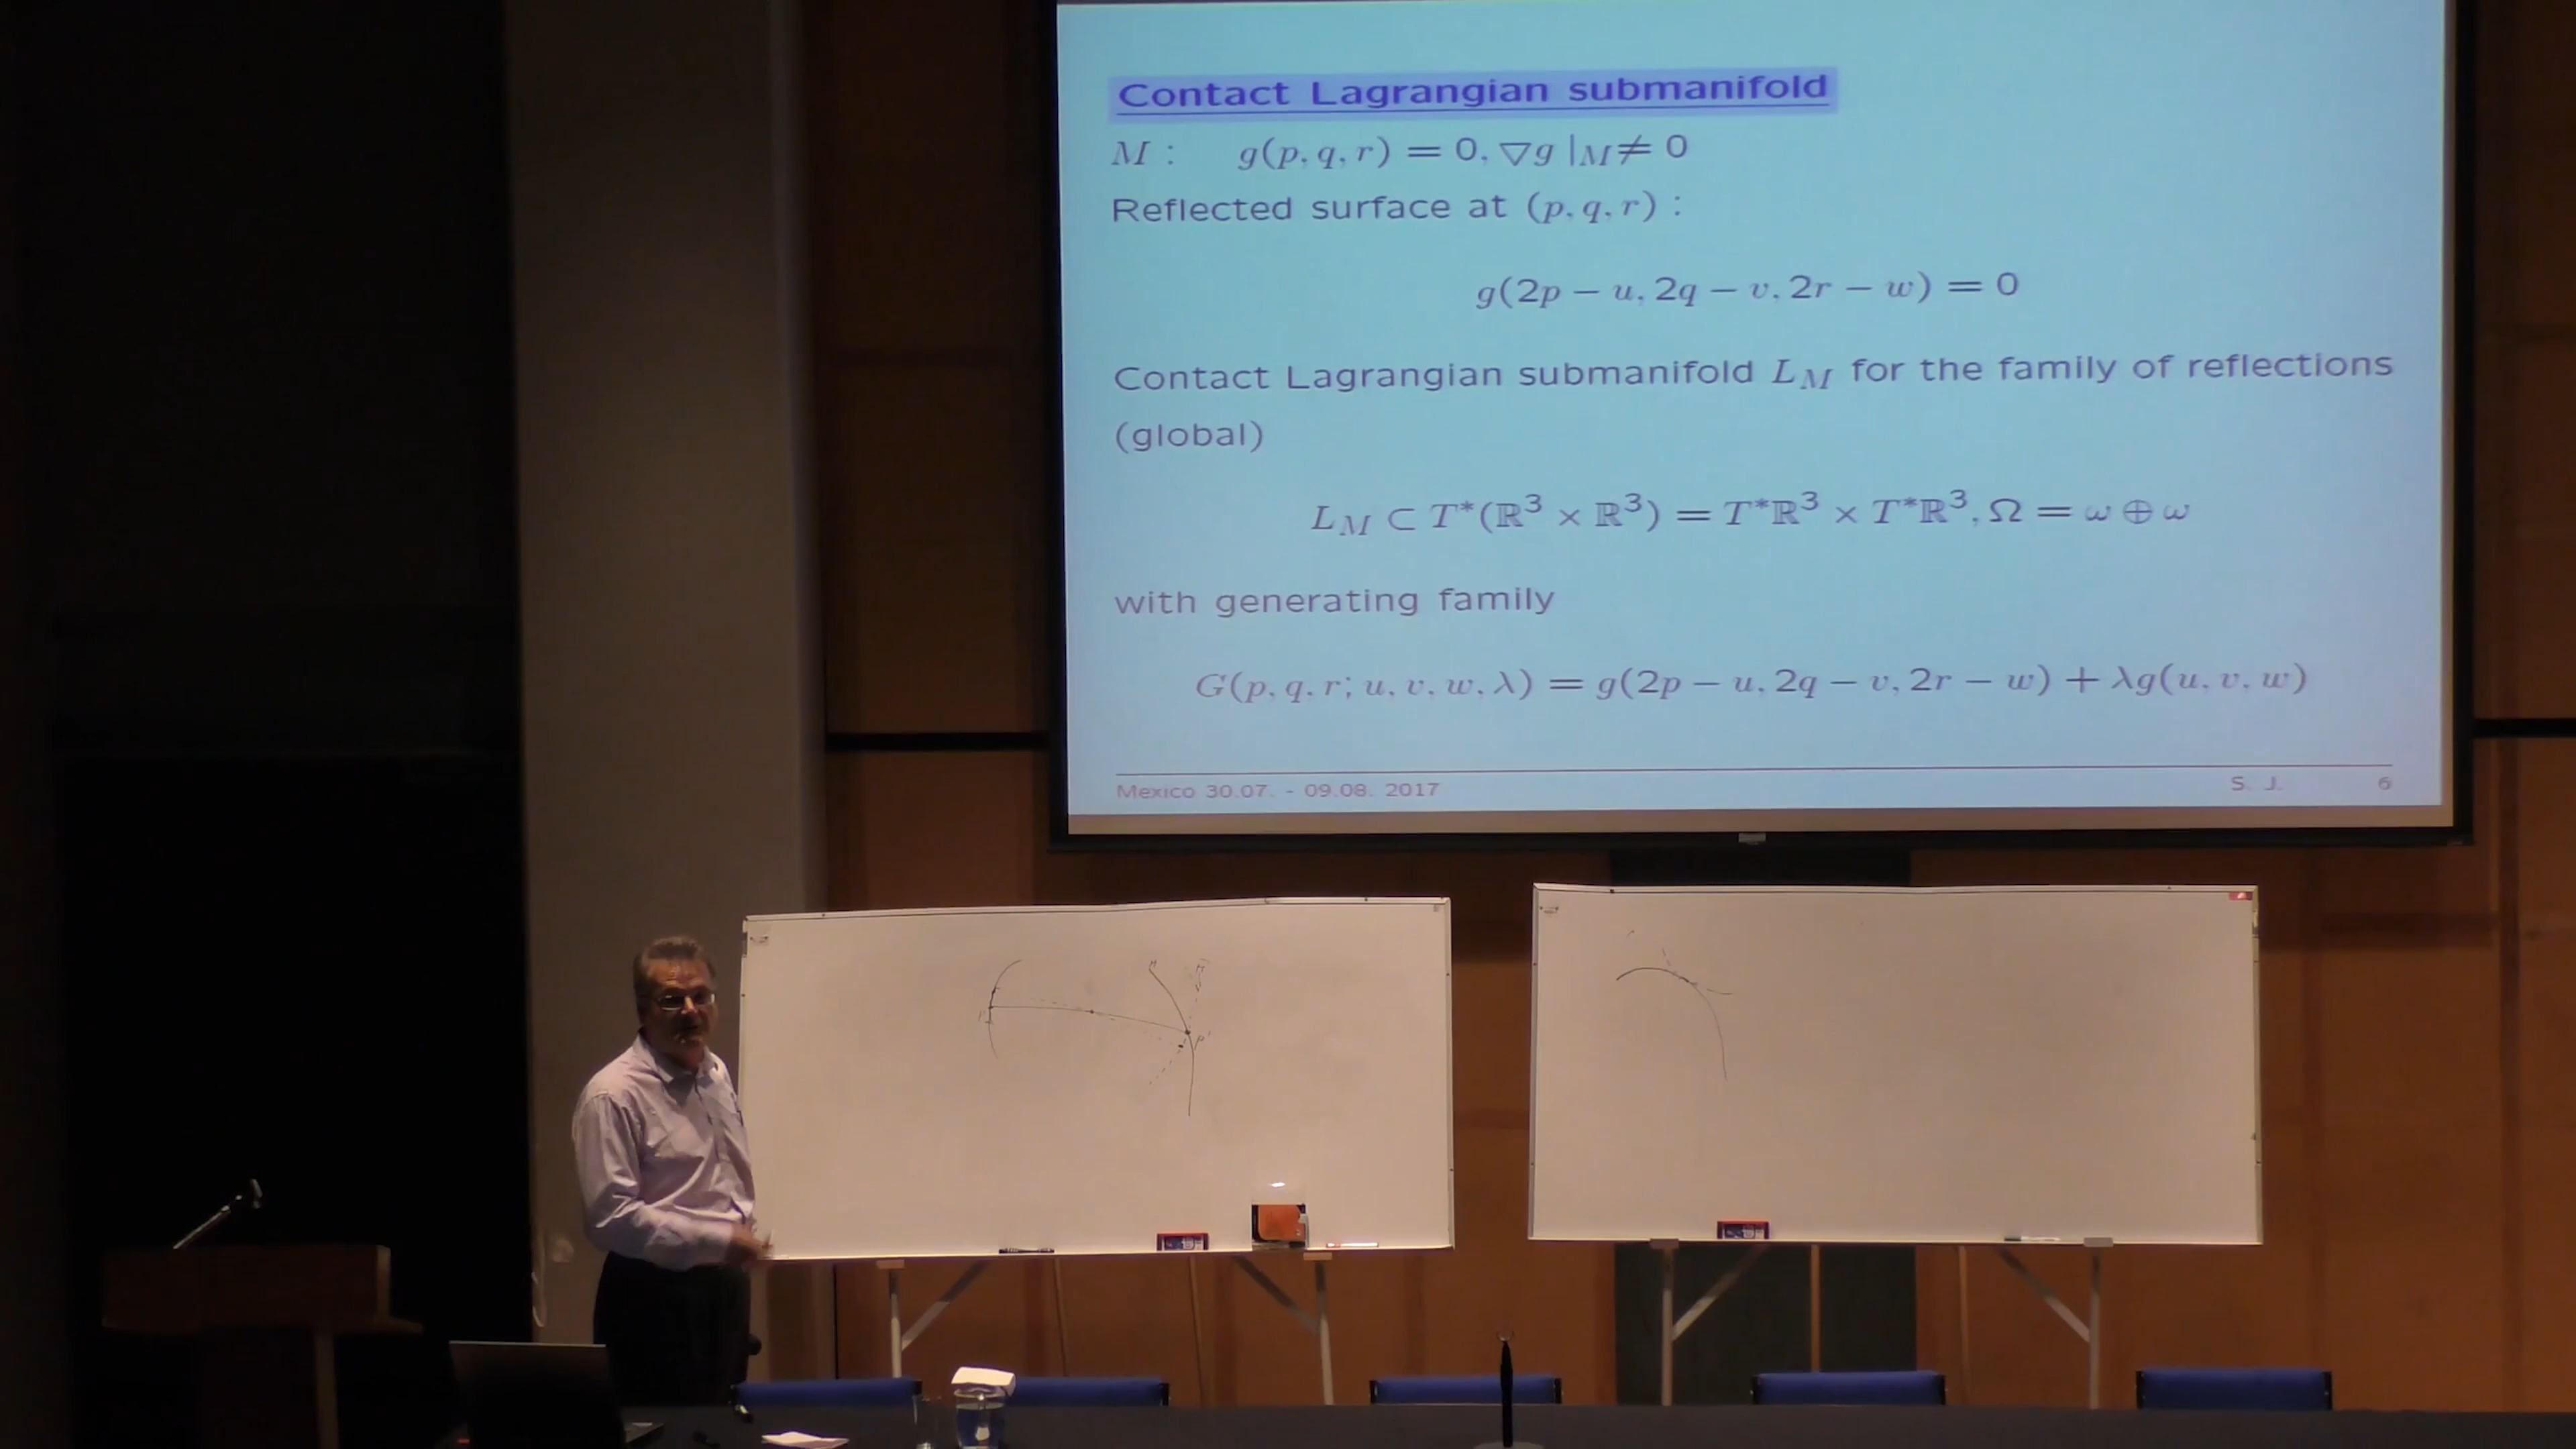 Contact Lagrangian submanifold
M : g(p, q, r) = 0, ∇g |M ≠ 0
Reflected surface at (p, q, r) :
g(2p − u, 2q − v, 2r − w) = 0
Contact Lagrangian submanifold L_M for the family of reflections
(global)
L_M ⊂ T*(ℝ³ × ℝ³) = T*ℝ³ × T*ℝ³, Ω = ω ⊕ ω
with generating family
G(p, q, r; u, v, w, λ) = g(2p − u, 2q − v, 2r − w) + λg(u, v, w)
Mexico 30.07. - 09.08. 2017 S. J. 6